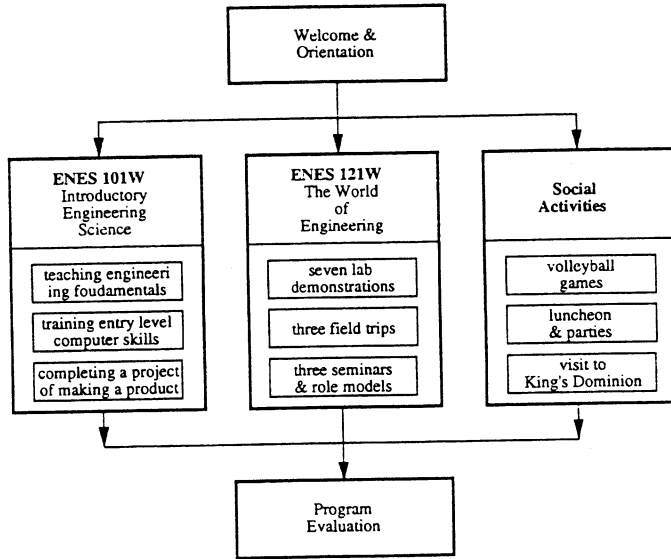 Welcome &
Orientation
ENES 101W
Introductory
Engineering
Science
teaching engineeri
ing foudamentals
training entry level
computer skills
completing a project
of making a product
ENES 121W
The World
of
Engineering
seven lab
demonstrations
three field trips
three seminars
& role models
Social
Activities
volleyball
games
luncheon
& parties
visit to
King's Dominion
Program
Evaluation